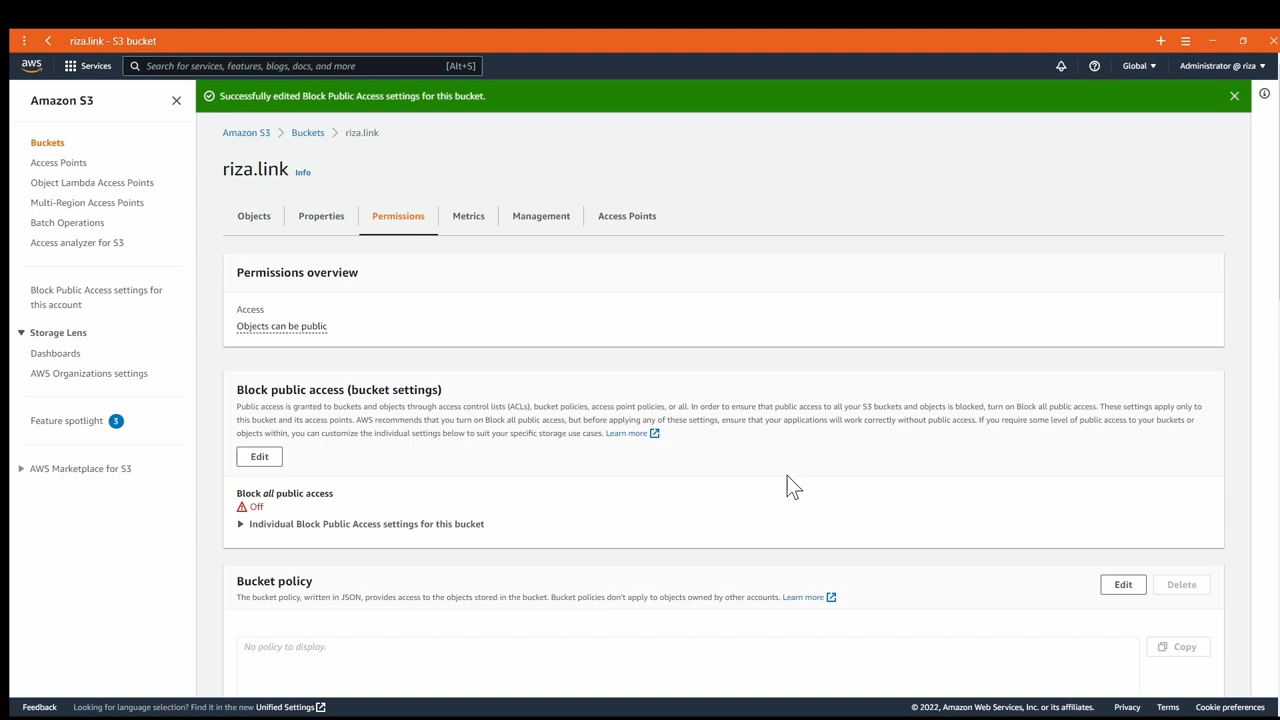 riza.link - S3 bucket
aws
Services
Search for services, features, blogs, docs, and more
[Alt+S]
Global
Administrator @ riza
Amazon S3
Buckets
Access Points
Object Lambda Access Points
Multi-Region Access Points
Batch Operations
Access analyzer for S3
Block Public Access settings for
this account
Storage Lens
Dashboards
AWS Organizations settings
Feature spotlight 3
AWS Marketplace for S3
Successfully edited Block Public Access settings for this bucket.
Amazon S3 Buckets riza.link
riza.link Info
Objects Properties Permissions Metrics Management Access Points
Permissions overview
Access
Objects can be public
Block public access (bucket settings)
Public access is granted to buckets and objects through access control lists (ACLs), bucket policies, access point policies, or all. In order to ensure that public access to all your S3 buckets and objects is blocked, turn on Block all public access. These settings apply only to
this bucket and its access points. AWS recommends that you turn on Block all public access, but before applying any of these settings, ensure that your applications will work correctly without public access. If you require some level of public access to your buckets or
objects within, you can customize the individual settings below to suit your specific storage use cases. Learn more
Edit
Block all public access
Off
Individual Block Public Access settings for this bucket
Bucket policy
The bucket policy, written in JSON, provides access to the objects stored in the bucket. Bucket policies don't apply to objects owned by other accounts. Learn more
Edit
Delete
No policy to display.
Copy
Feedback
Looking for language selection? Find it in the new Unified Settings
© 2022, Amazon Web Services, Inc. or its affiliates.
Privacy
Terms
Cookie preferences